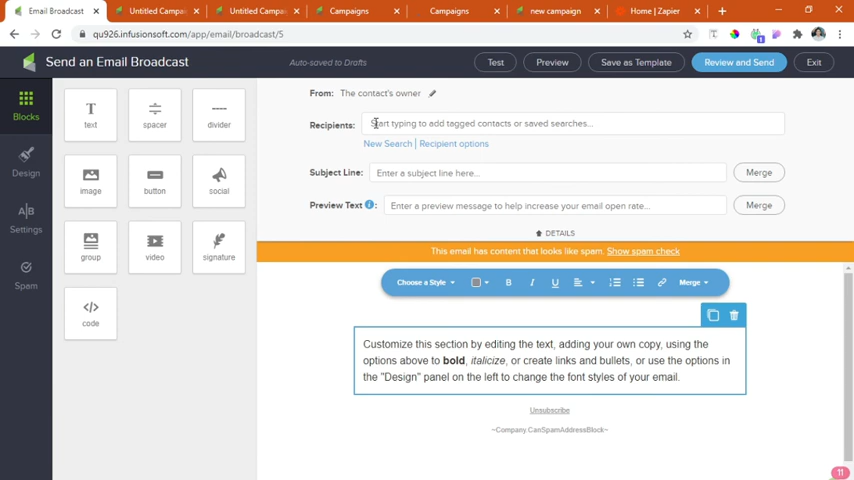 Email Broadcast
Untitled Campai
Untitled Campai
Campaigns
Campaigns
new campaign
Home | Zapier
qu926.infusionsoft.com/app/email/broadcast/5
Send an Email Broadcast
Auto-saved to Drafts
Test
Preview
Save as Template
Review and Send
Exit
Blocks
Design
Settings
Spam
text
spacer
divider
image
button
social
group
video
signature
code
From: The contact's owner
Recipients: Start typing to add tagged contacts or saved searches...
New Search | Recipient options
Subject Line: Enter a subject line here... Merge
Preview Text i : Enter a preview message to help increase your email open rate... Merge
DETAILS
This email has content that looks like spam. Show spam check
Choose a Style B I U Merge
Customize this section by editing the text, adding your own copy, using the
options above to bold, italicize, or create links and bullets, or use the options in
the "Design" panel on the left to change the font styles of your email.
Unsubscribe
~Company.CanSpamAddressBlock~
11